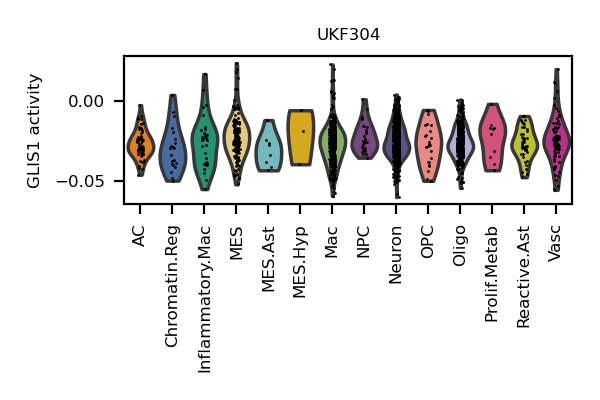 UKF304
GLIS1 activity
0.00
−0.05
AC
Chromatin.Reg
Inflammatory.Mac
MES
MES.Ast
MES.Hyp
Mac
NPC
Neuron
OPC
Oligo
Prolif.Metab
Reactive.Ast
Vasc